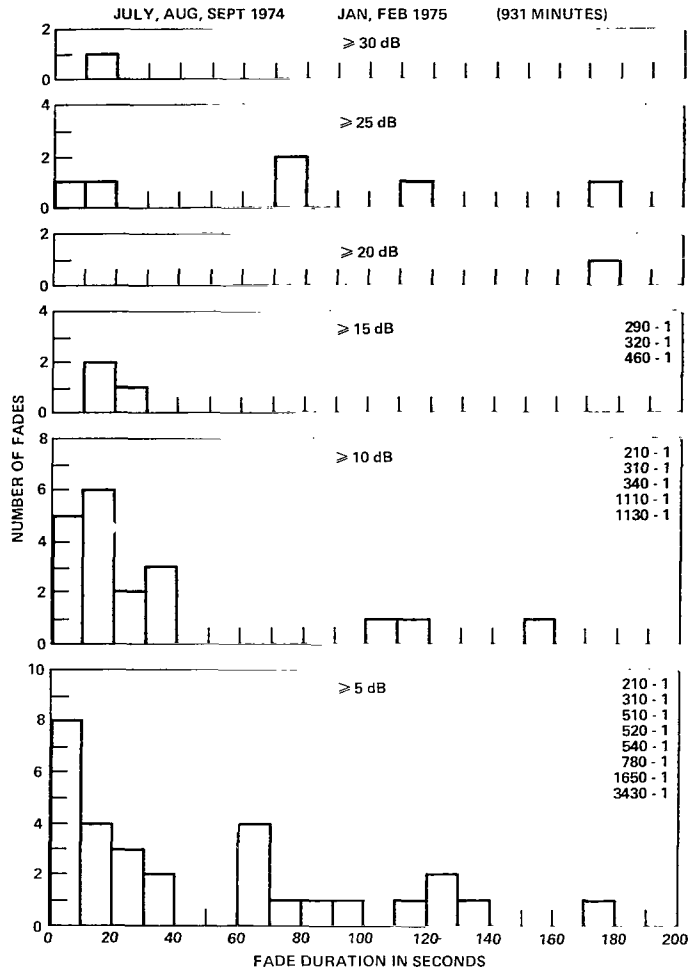 JULY, AUG, SEPT 1974 JAN, FEB 1975 (931 MINUTES)
2
0
⩾ 30 dB
4
2
0
⩾ 25 dB
2
0
⩾ 20 dB
4
2
0
⩾ 15 dB
290 - 1
320 - 1
460 - 1
8
6
4
2
0
⩾ 10 dB
210 - 1
310 - 1
340 - 1
1110 - 1
1130 - 1
10
8
6
4
2
0
⩾ 5 dB
210 - 1
310 - 1
510 - 1
520 - 1
540 - 1
780 - 1
1650 - 1
3430 - 1
NUMBER OF FADES
0 20 40 60 80 100 120 140 160 180 200
FADE DURATION IN SECONDS